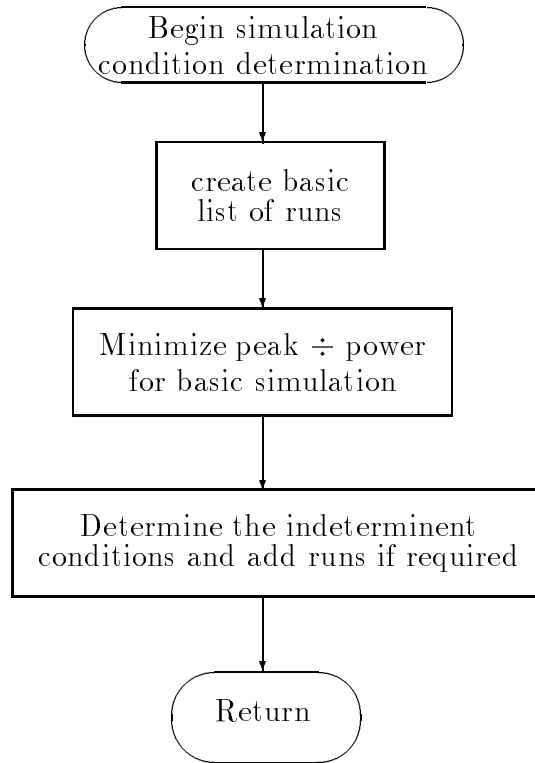 Begin simulation
condition determination
create basic
list of runs
Minimize peak ÷ power
for basic simulation
Determine the indeterminent
conditions and add runs if required
Return